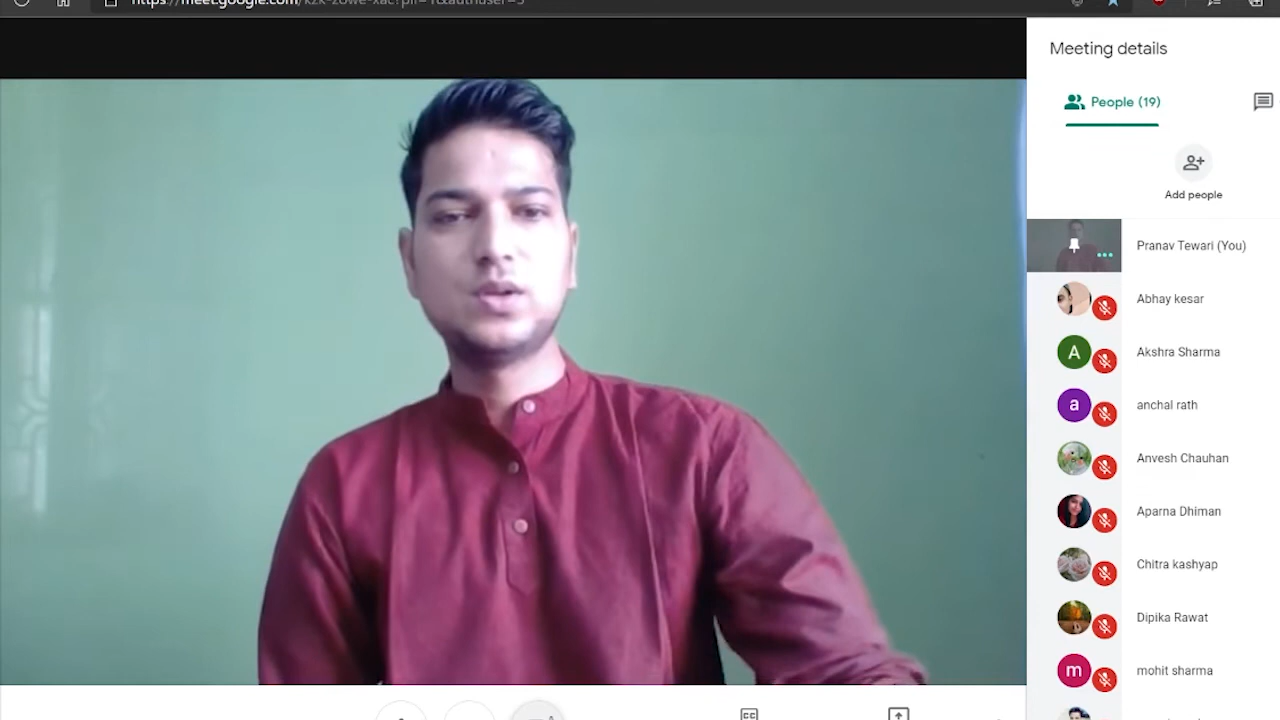 Meeting details
People (19)
Add people
Pranav Tewari (You)
Abhay kesar
A
Akshra Sharma
a
anchal rath
Anvesh Chauhan
Aparna Dhiman
Chitra kashyap
Dipika Rawat
m
mohit sharma
CC